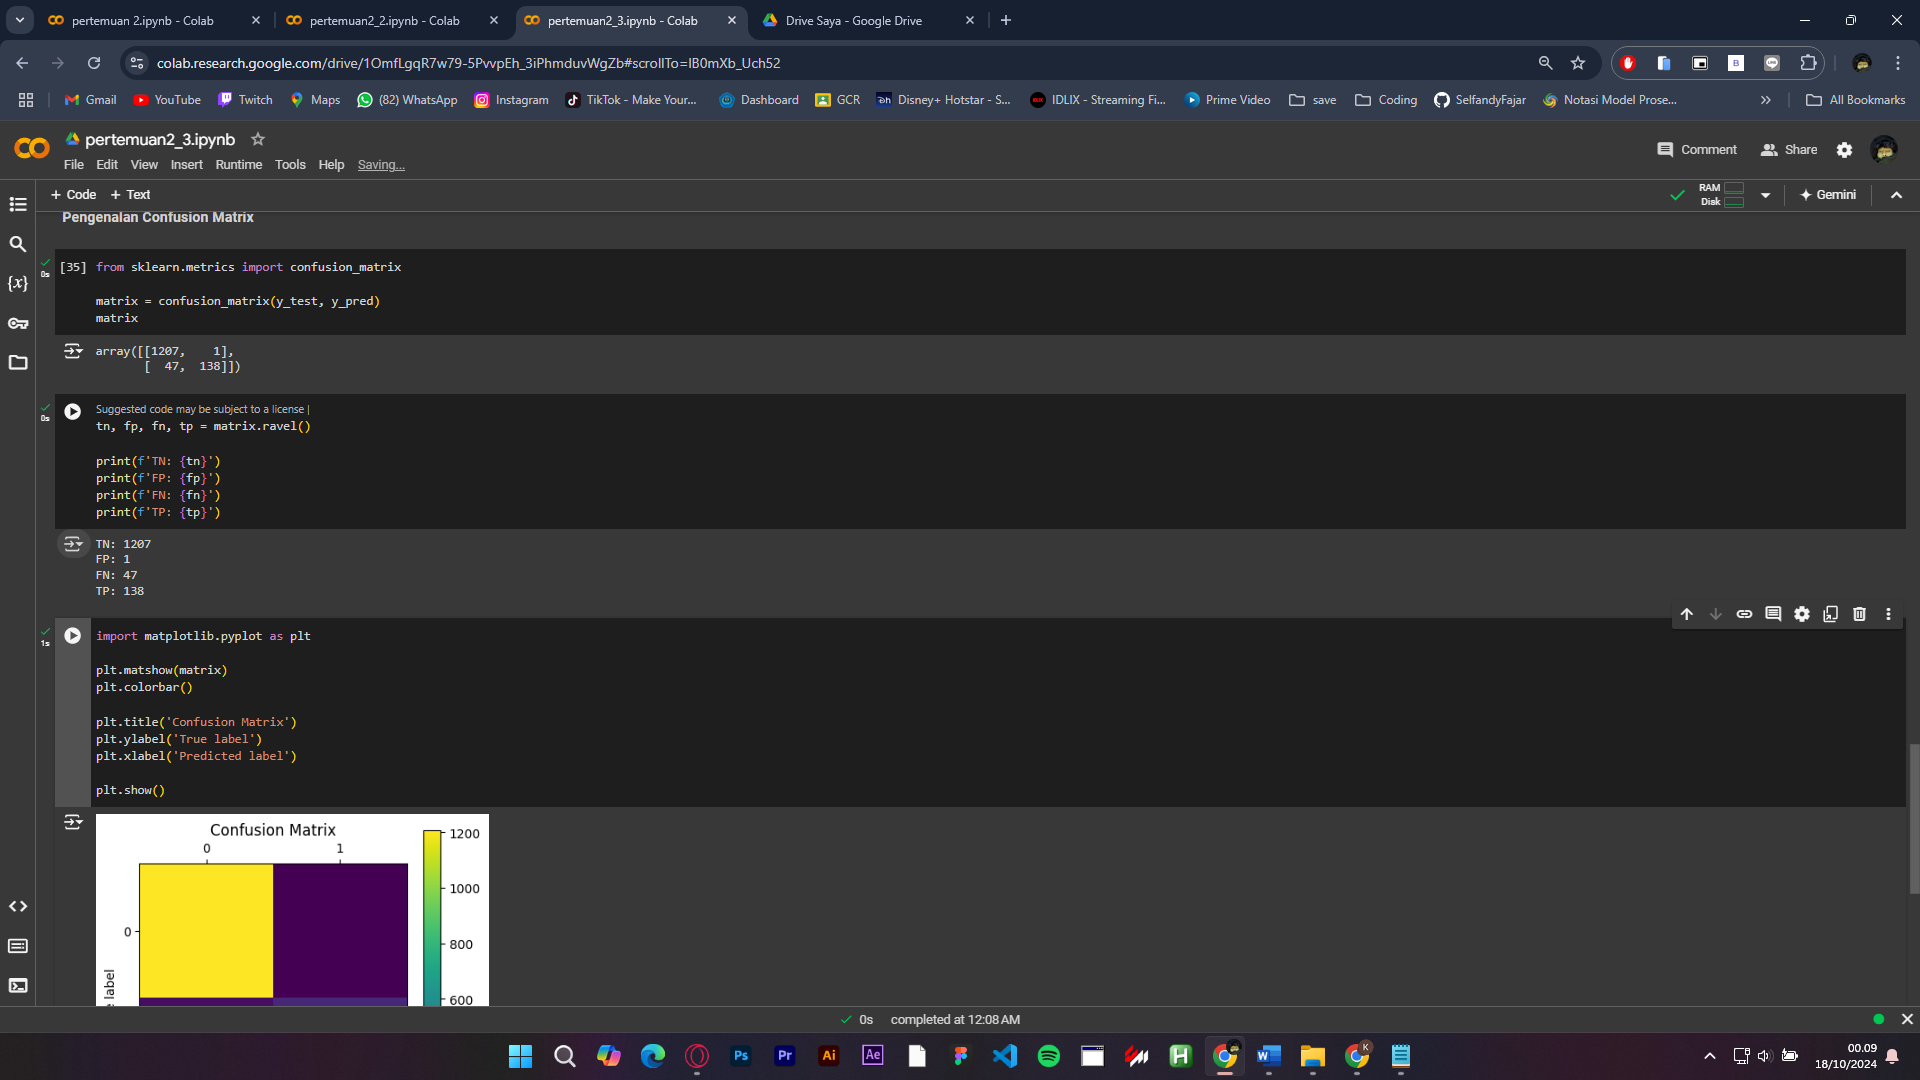 pertemuan 2.ipynb - Colab
pertemuan2_2.ipynb - Colab
pertemuan2_3.ipynb - Colab
Drive Saya - Google Drive
colab.research.google.com/drive/1OmfLgqR7w79-5PvvpEh_3iPhmduvWgZb#scrollTo=IB0mXb_Uch52
Gmail
YouTube
Twitch
Maps
(82) WhatsApp
Instagram
TikTok - Make Your...
Dashboard
GCR
Disney+ Hotstar - S...
IDLIX - Streaming Fi...
Prime Video
save
Coding
SelfandyFajar
Notasi Model Prose...
All Bookmarks
pertemuan2_3.ipynb
Comment
Share
File Edit View Insert Runtime Tools Help Saving...
+ Code + Text
RAM
Disk
Gemini
Pengenalan Confusion Matrix
0s
[35] from sklearn.metrics import confusion_matrix
matrix = confusion_matrix(y_test, y_pred)
matrix
array([[1207, 1],
[ 47, 138]])
0s
Suggested code may be subject to a license |
tn, fp, fn, tp = matrix.ravel()
print(f'TN: {tn}')
print(f'FP: {fp}')
print(f'FN: {fn}')
print(f'TP: {tp}')
TN: 1207
FP: 1
FN: 47
TP: 138
1s
import matplotlib.pyplot as plt
plt.matshow(matrix)
plt.colorbar()
plt.title('Confusion Matrix')
plt.ylabel('True label')
plt.xlabel('Predicted label')
plt.show()
Confusion Matrix
0 1
0
e label
1200
1000
800
600
0s completed at 12:08 AM
Ps
Pr
Ai
Ae
00.09
18/10/2024